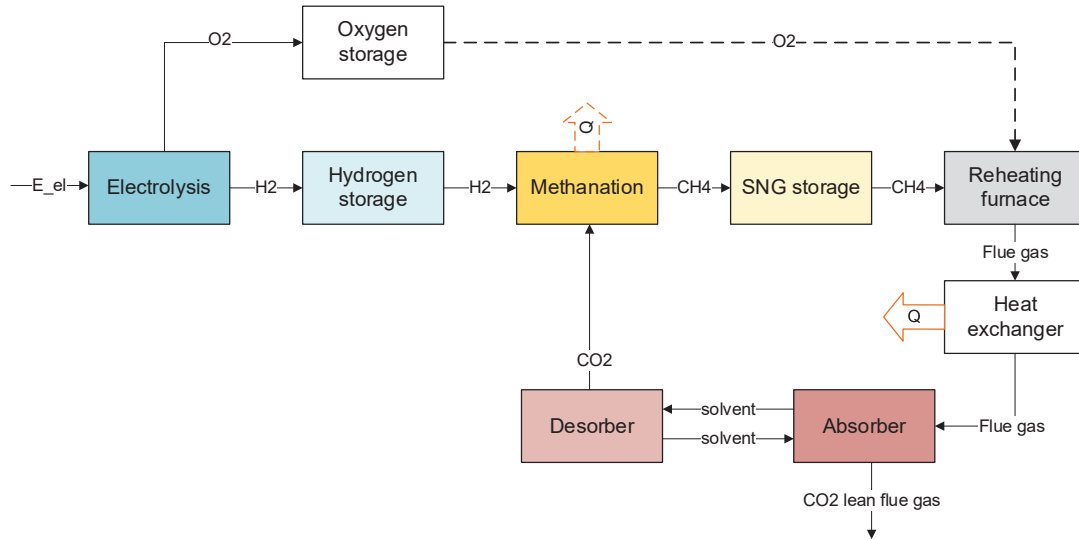 O2
Oxygen
storage
O2
Q
E_el
Electrolysis
H2
Hydrogen
storage
H2
Methanation
CH4
SNG storage
CH4
Reheating
furnace
Flue gas
Q
Heat
exchanger
CO2
Desorber
solvent
solvent
Absorber
Flue gas
CO2 lean flue gas